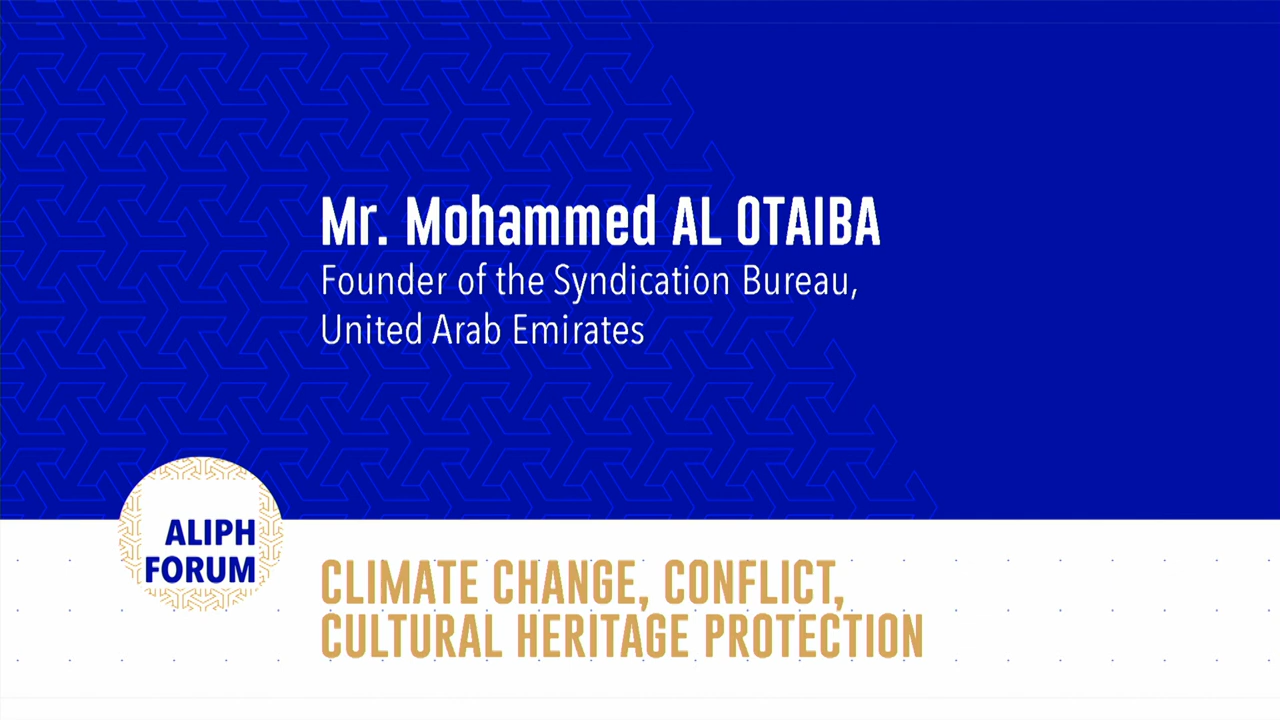 Mr. Mohammed AL OTAIBA
Founder of the Syndication Bureau,
United Arab Emirates
ALIPH
FORUM
CLIMATE CHANGE, CONFLICT,
CULTURAL HERITAGE PROTECTION